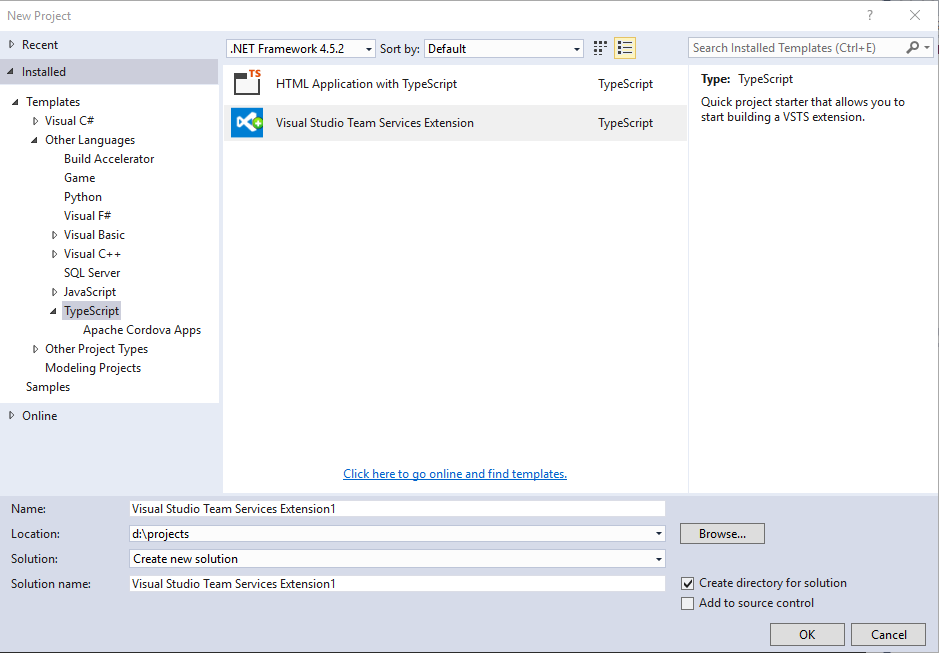 New Project
?
Recent
.NET Framework 4.5.2
Sort by:
Default
Search Installed Templates (Ctrl+E)
Installed
Templates
Visual C#
Other Languages
Build Accelerator
Game
Python
Visual F#
Visual Basic
Visual C++
SQL Server
JavaScript
TypeScript
Apache Cordova Apps
Other Project Types
Modeling Projects
Samples
Online
TS
HTML Application with TypeScript
TypeScript
Visual Studio Team Services Extension
TypeScript
Click here to go online and find templates.
Type: TypeScript
Quick project starter that allows you to
start building a VSTS extension.
Name:
Visual Studio Team Services Extension1
Location:
d:\projects
Browse...
Solution:
Create new solution
Solution name:
Visual Studio Team Services Extension1
Create directory for solution
Add to source control
OK
Cancel